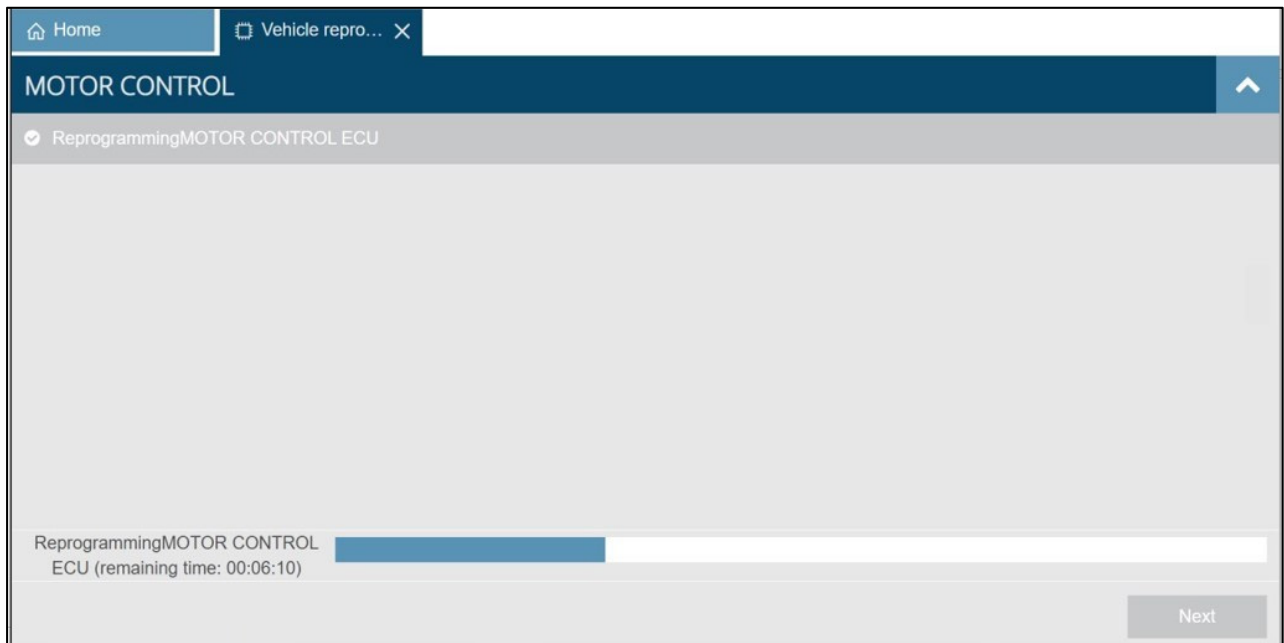 Home
Vehicle repro...
MOTOR CONTROL
ReprogrammingMOTOR CONTROL ECU
ReprogrammingMOTOR CONTROL
ECU (remaining time: 00:06:10)
Next